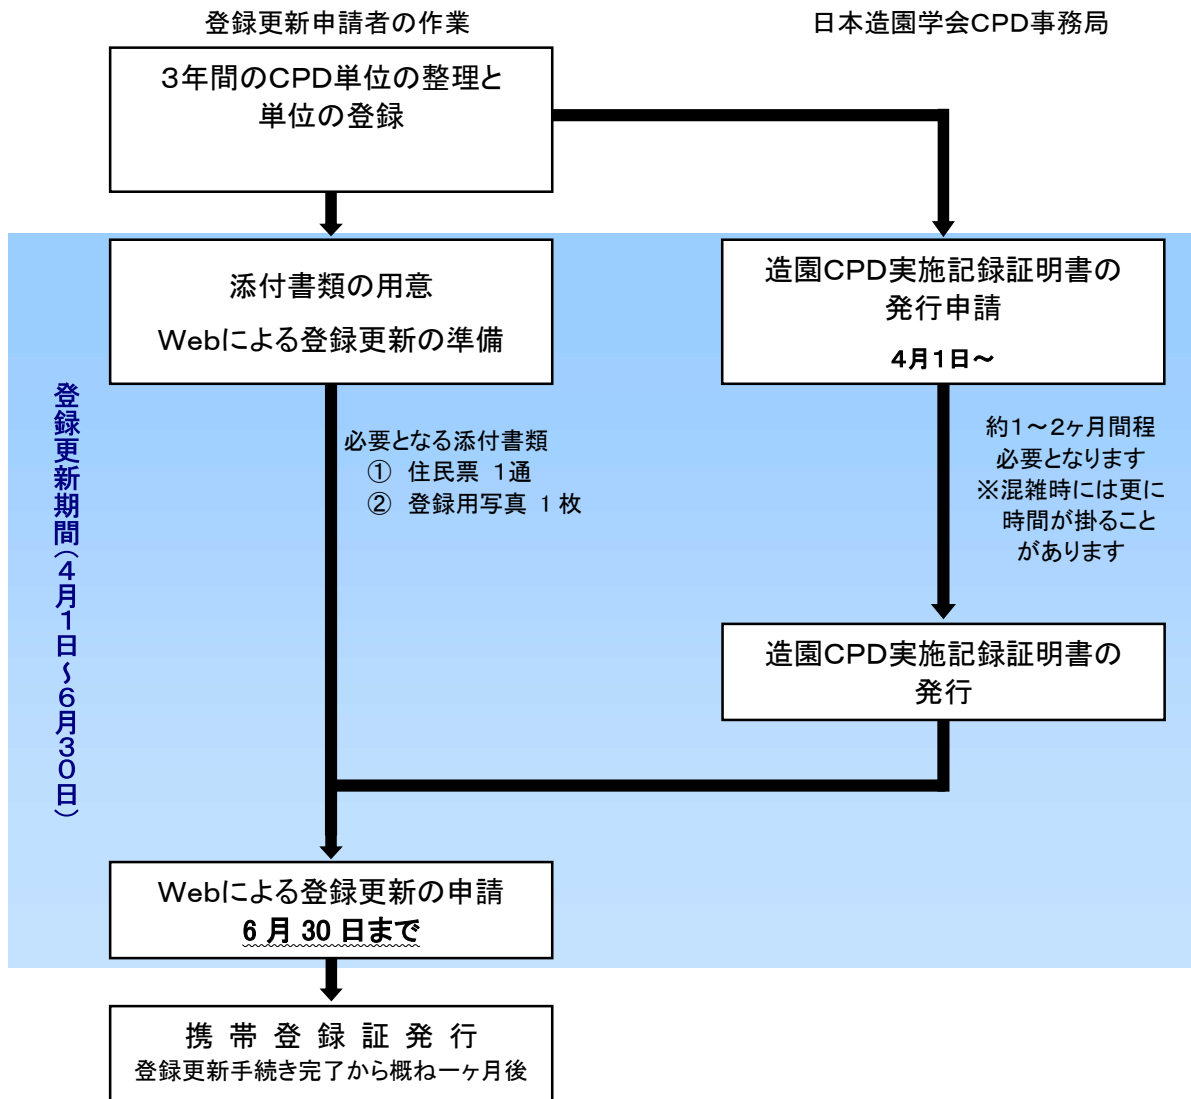 登録更新申請者の作業
日本造園学会CPD事務局
3年間のCPD単位の整理と
単位の登録
添付書類の用意
Webによる登録更新の準備
造園CPD実施記録証明書の
発行申請
4月1日～
登録更新期間(4月1日～6月30日)
必要となる添付書類
① 住民票 1通
② 登録用写真 1枚
約1～2ヶ月間程
必要となります
※混雑時には更に
時間が掛ること
があります
造園CPD実施記録証明書の
発行
Webによる登録更新の申請
6月30日まで
携帯登録証発行
登録更新手続き完了から概ね一ヶ月後